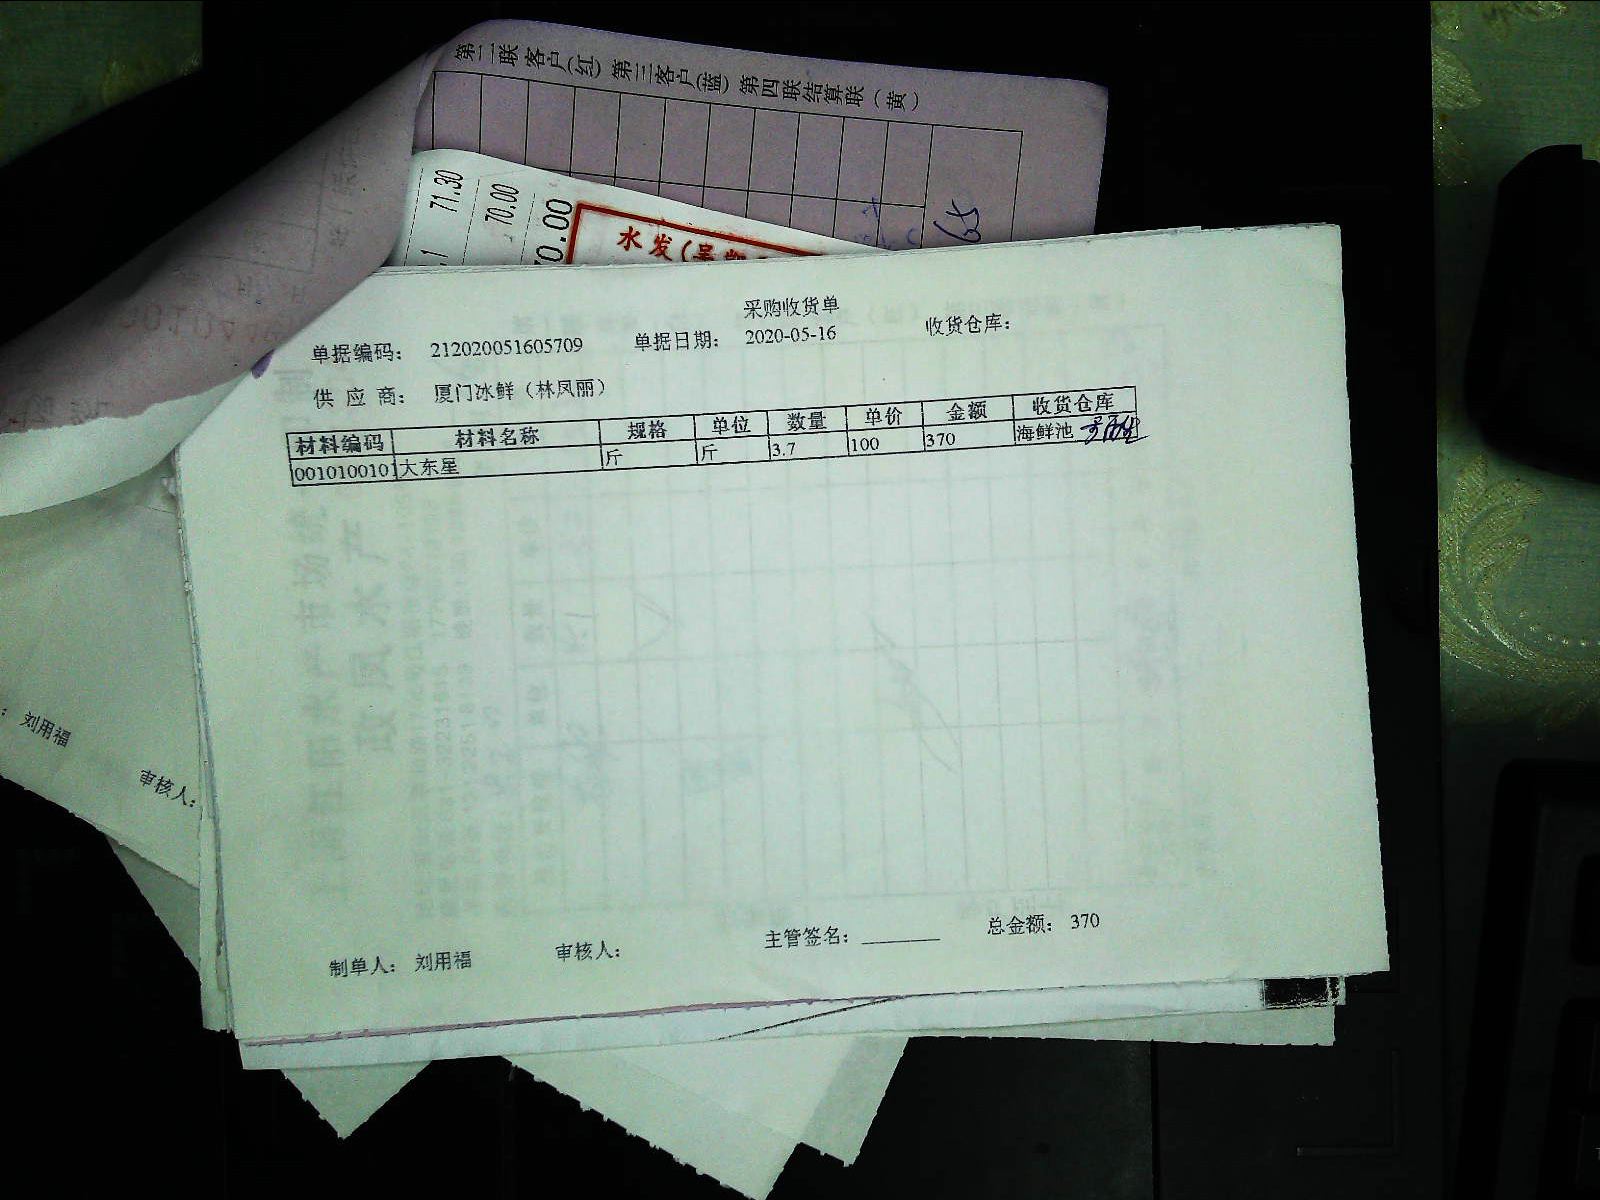 第二联客户(红) 第三客户(蓝) 第四联结算联(黄)
71.30
70.00
65
水发(
采购收货单
单据编码: 212020051605709 单据日期: 2020-05-16 收货仓库:
供 应 商: 厦门冰鲜(林凤丽)
材料编码 材料名称 规格 单位 数量 单价 金额 收货仓库
0010100101 大东星 斤 斤 3.7 100 370 海鲜池
制单人: 刘用福 审核人: 主管签名: ________ 总金额: 370
: 刘用福
审核人: